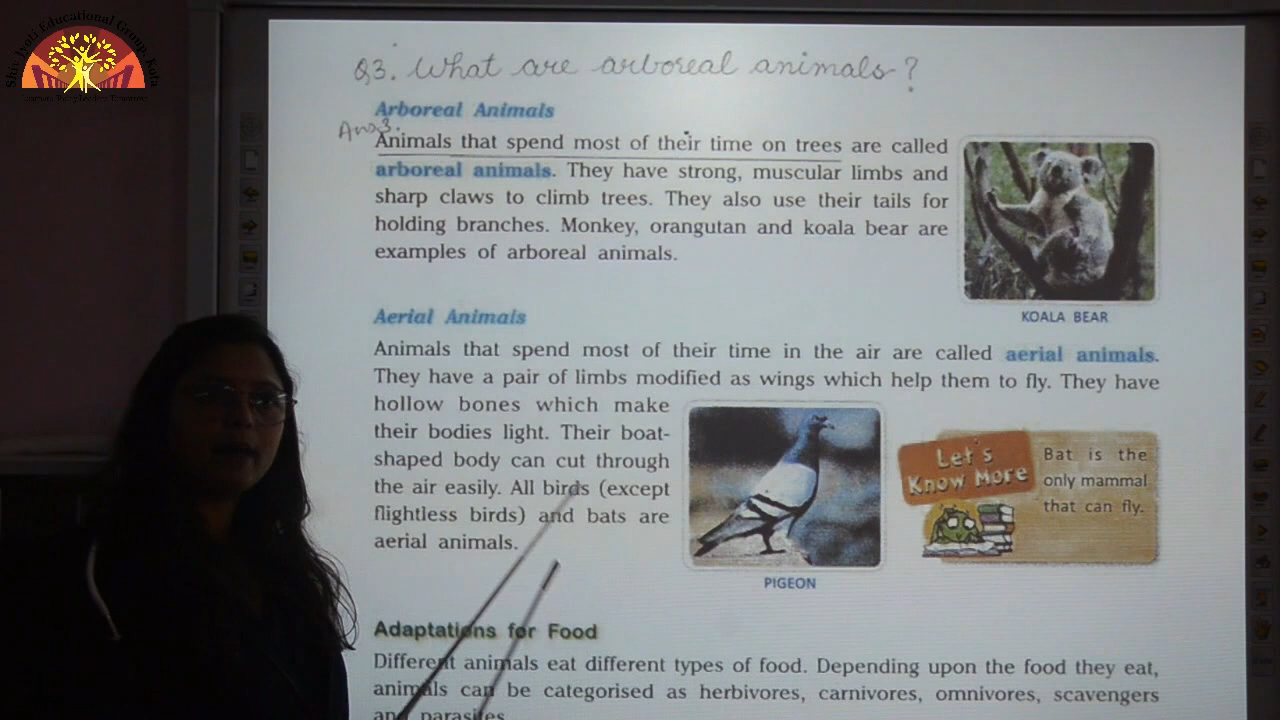 Shiv Jyoti Educational Group, Kota
Q3. What are arboreal animals?
Arboreal Animals
Ans3.
Animals that spend most of their time on trees are called
arboreal animals. They have strong, muscular limbs and
sharp claws to climb trees. They also use their tails for
holding branches. Monkey, orangutan and koala bear are
examples of arboreal animals.
KOALA BEAR
Aerial Animals
Animals that spend most of their time in the air are called aerial animals.
They have a pair of limbs modified as wings which help them to fly. They have
hollow bones which make
their bodies light. Their boat-
shaped body can cut through
the air easily. All birds (except
flightless birds) and bats are
aerial animals.
PIGEON
Let's
Know More
Bat is the
only mammal
that can fly.
Adaptations for Food
Different animals eat different types of food. Depending upon the food they eat,
animals can be categorised as herbivores, carnivores, omnivores, scavengers
and parasites